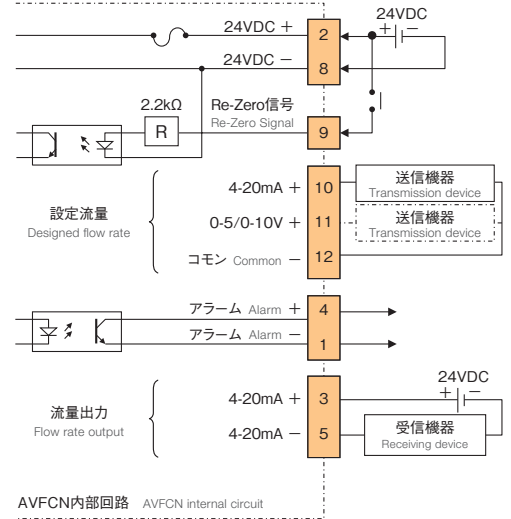 24VDC
+ −
24VDC + 2
24VDC − 8
2.2kΩ
R
Re-Zero信号
Re-Zero Signal
9
設定流量
Designed flow rate
4-20mA + 10
0-5/0-10V + 11
コモン Common − 12
送信機器
Transmission device
送信機器
Transmission device
アラーム Alarm + 4
アラーム Alarm − 1
流量出力
Flow rate output
4-20mA + 3
4-20mA − 5
24VDC
+ −
受信機器
Receiving device
AVFCN内部回路 AVFCN internal circuit